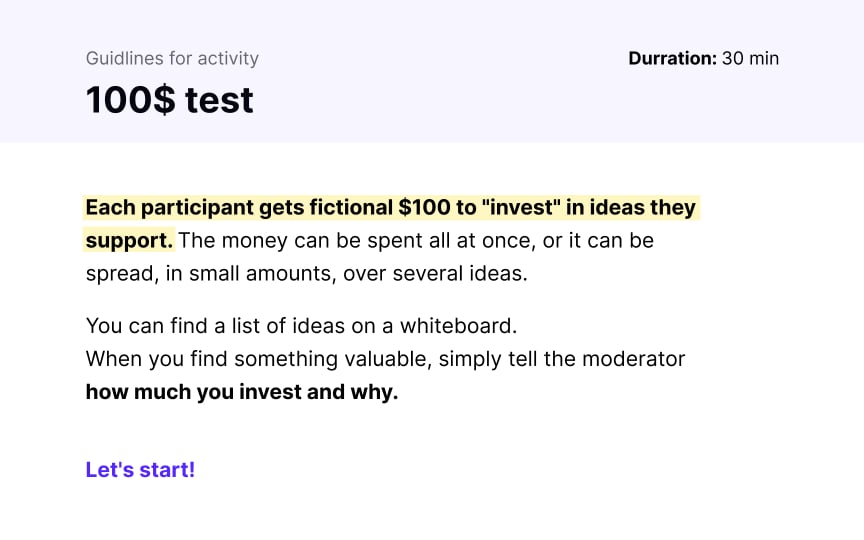 Guidlines for activity
Durration: 30 min
100$ test
Each participant gets fictional $100 to "invest" in ideas they
support. The money can be spent all at once, or it can be
spread, in small amounts, over several ideas.
You can find a list of ideas on a whiteboard.
When you find something valuable, simply tell the moderator
how much you invest and why.
Let's start!